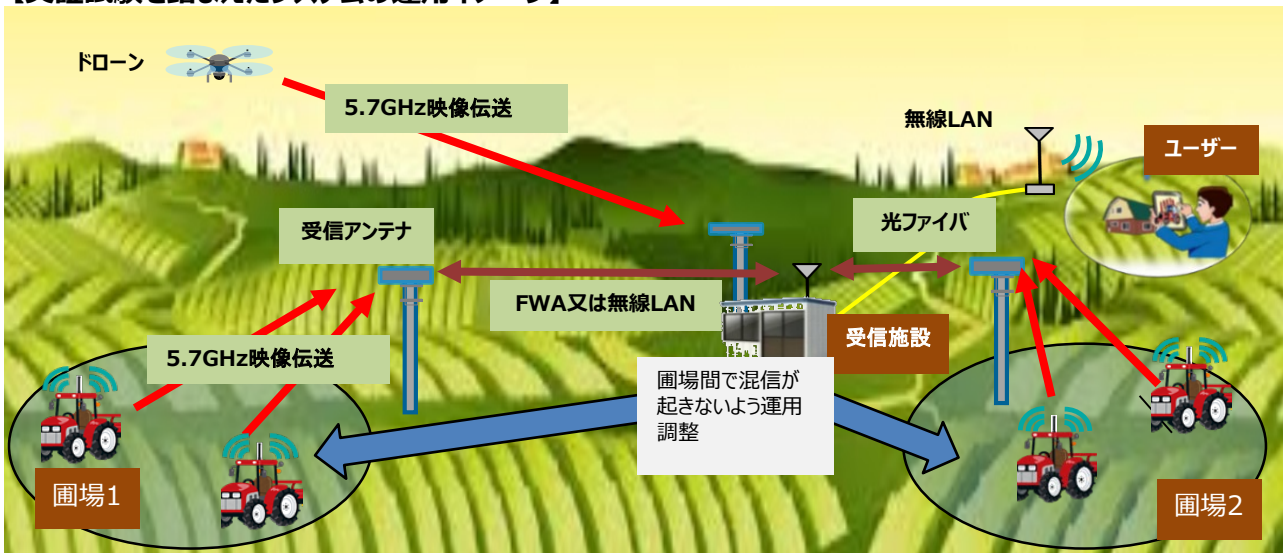 ドローン
5.7GHz映像伝送
無線LAN
ユーザー
受信アンテナ
光ファイバ
FWA又は無線LAN
受信施設
5.7GHz映像伝送
圃場間で混信が
起きないよう運用
調整
圃場1
圃場2